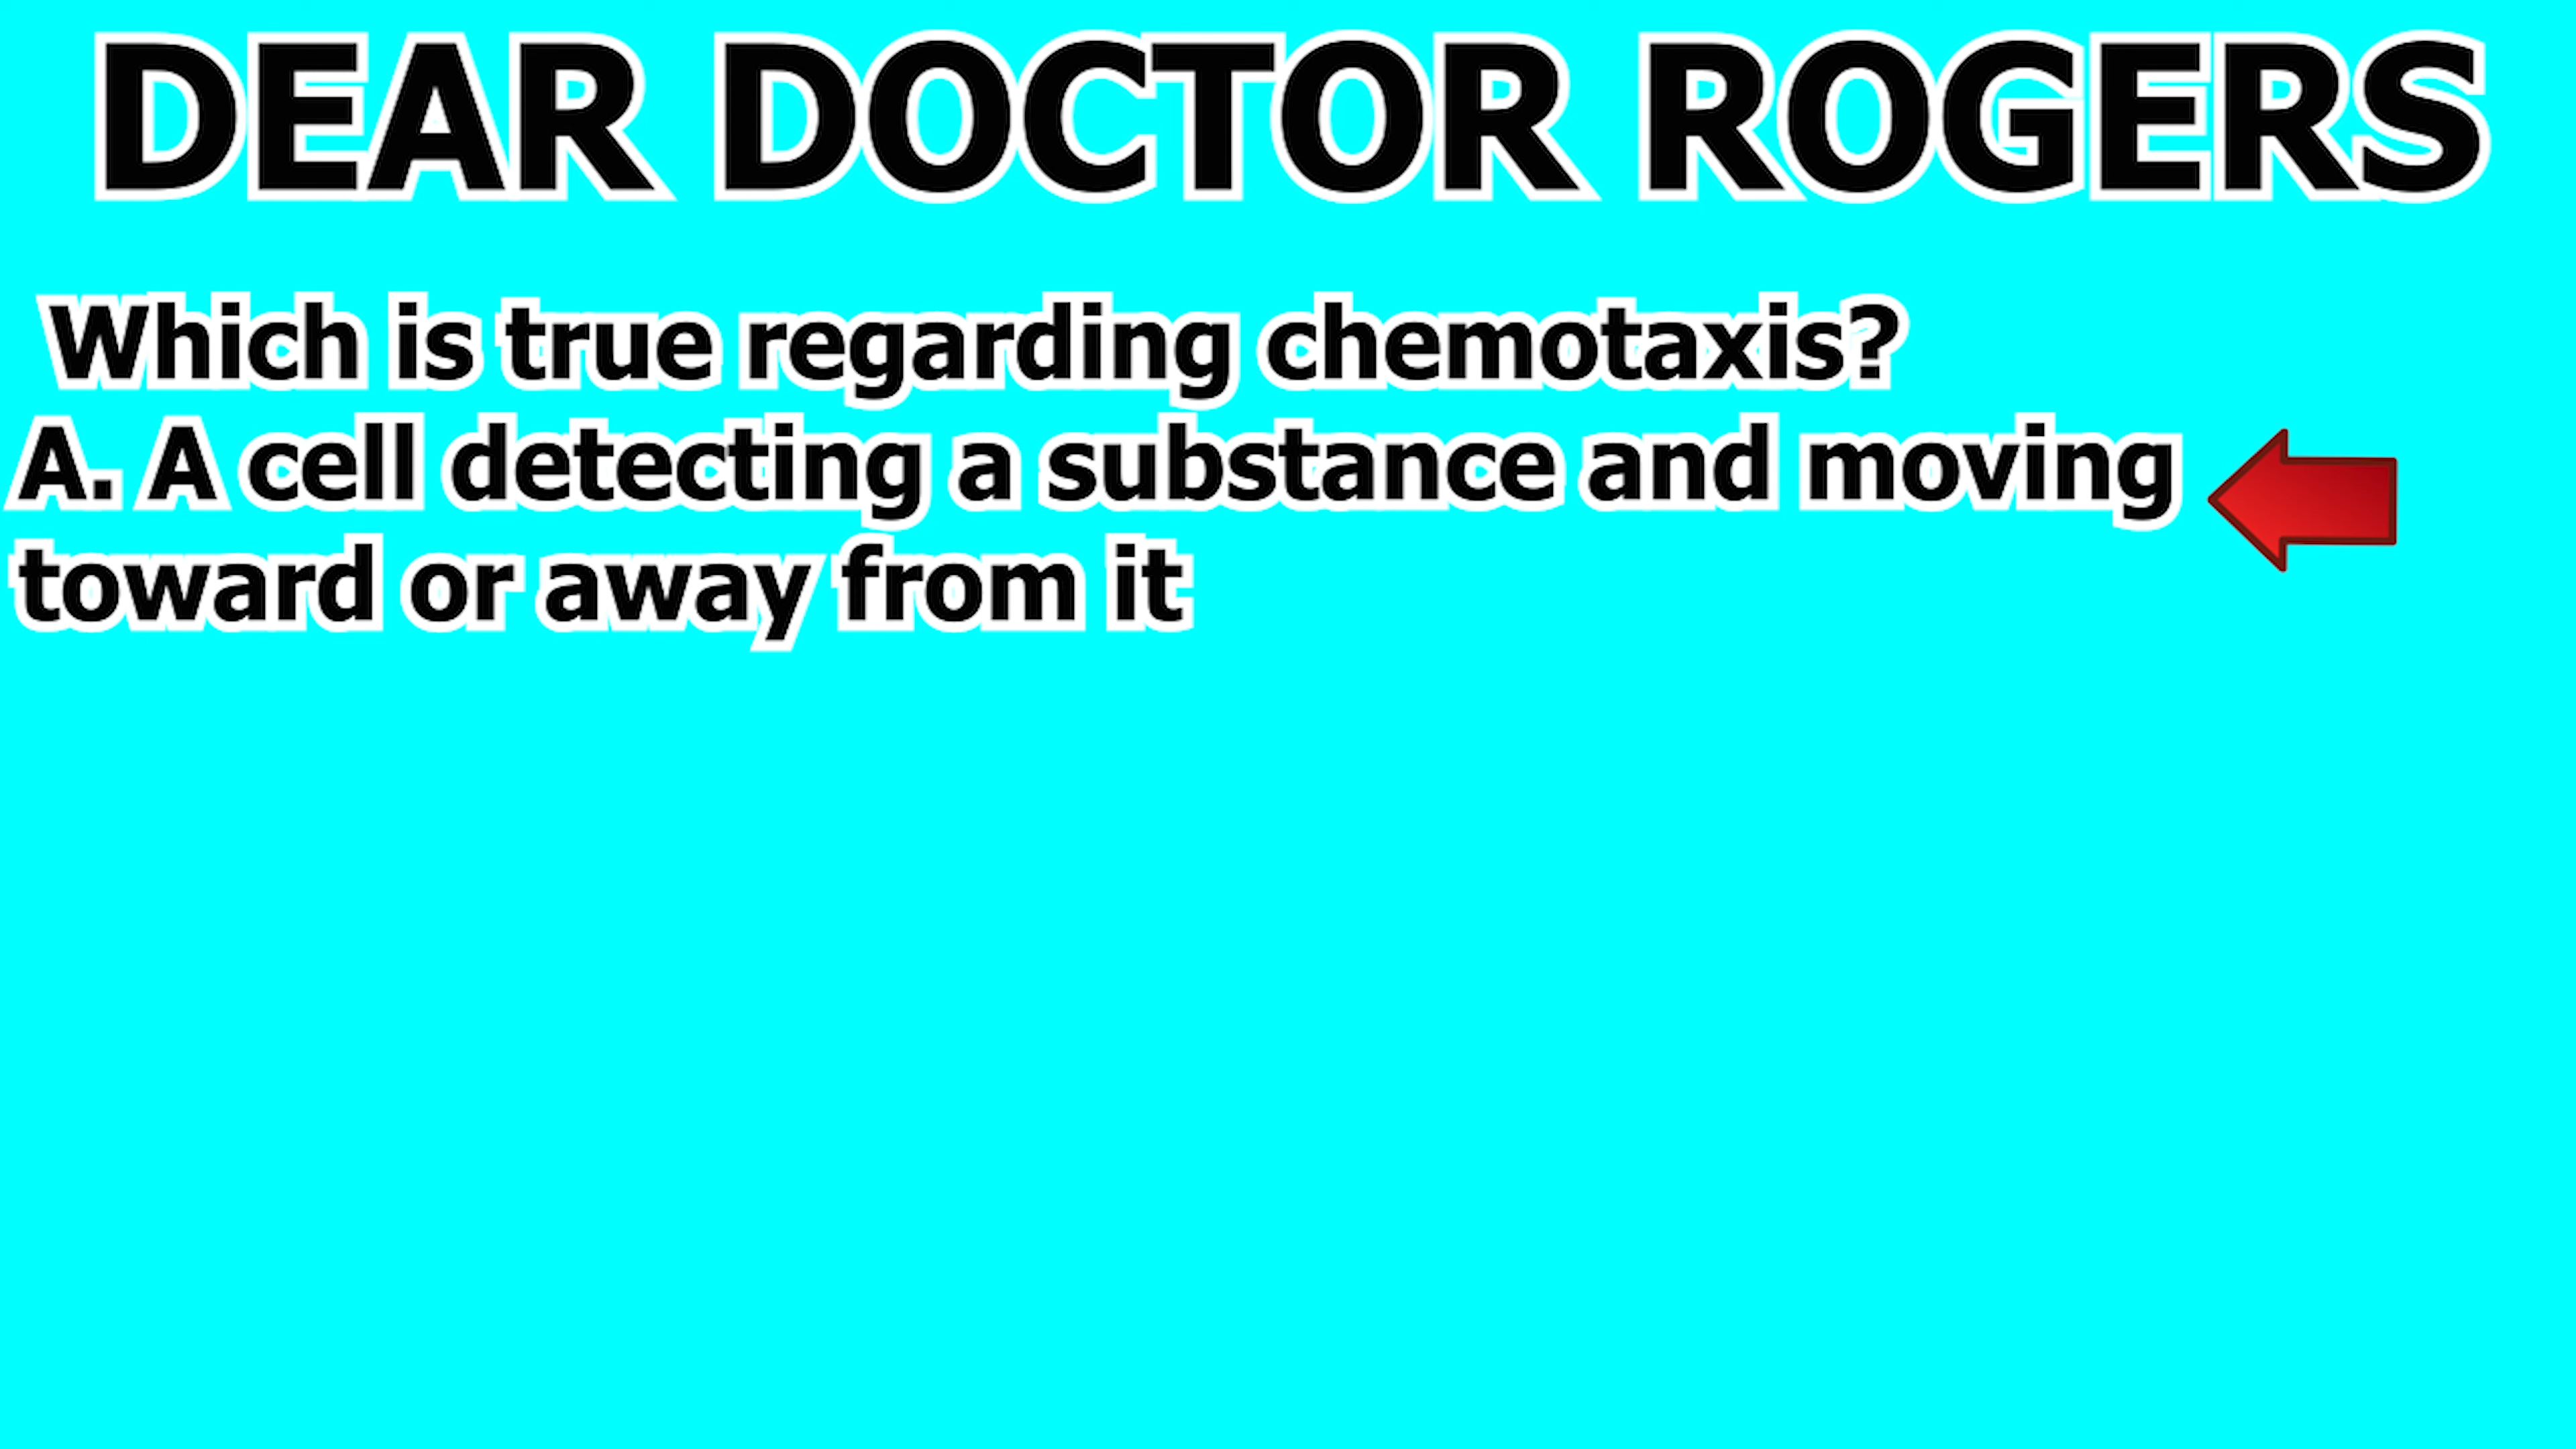 DEAR DOCTOR ROGERS
Which is true regarding chemotaxis?
A. A cell detecting a substance and moving
toward or away from it